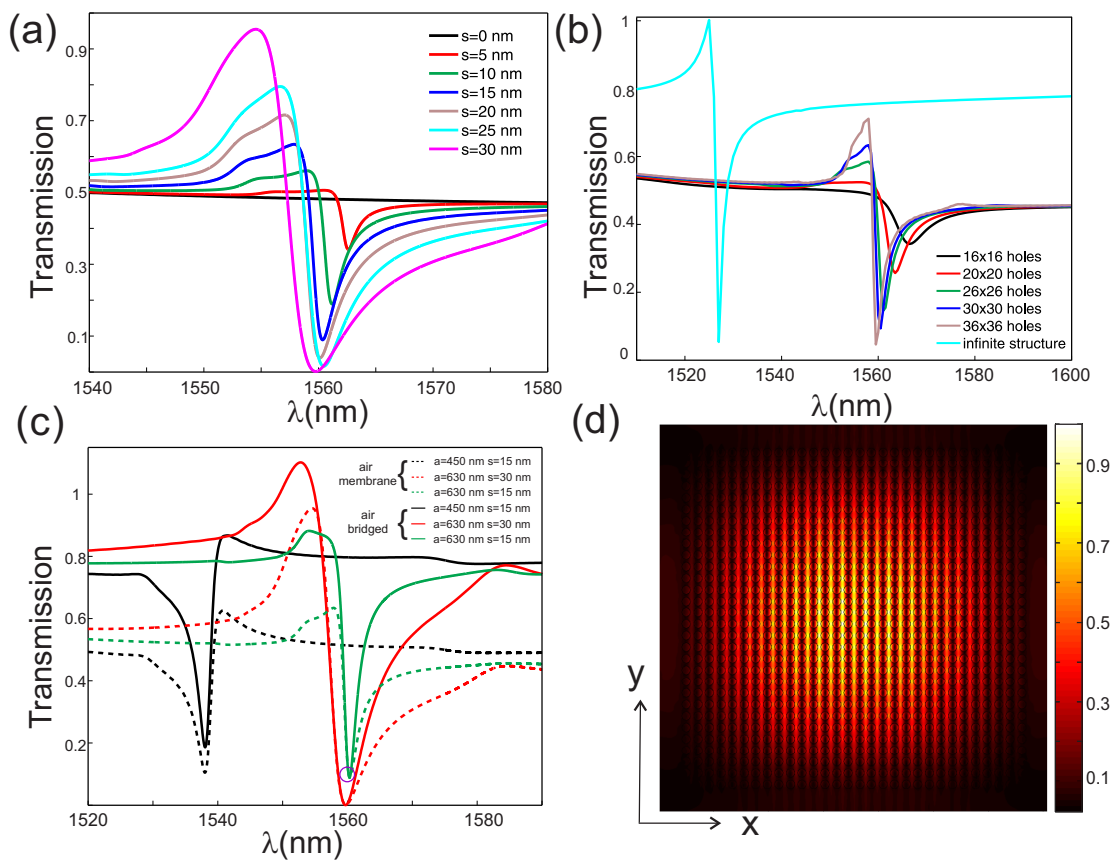 (a)
Transmission
0.9
0.7
0.5
0.3
0.1
s=0 nm
s=5 nm
s=10 nm
s=15 nm
s=20 nm
s=25 nm
s=30 nm
1540 1550 1560 1570 1580
λ(nm)
(b)
Transmission
1
0.8
0.6
0.4
0.2
0
16x16 holes
20x20 holes
26x26 holes
30x30 holes
36x36 holes
infinite structure
1520 1540 1560 1580 1600
λ(nm)
(c)
Transmission
1
0.8
0.6
0.4
0.2
air membrane
a=450 nm s=15 nm
a=630 nm s=30 nm
a=630 nm s=15 nm
air bridged
a=450 nm s=15 nm
a=630 nm s=30 nm
a=630 nm s=15 nm
1520 1540 1560 1580
λ(nm)
(d)
y
x
0.9
0.7
0.5
0.3
0.1